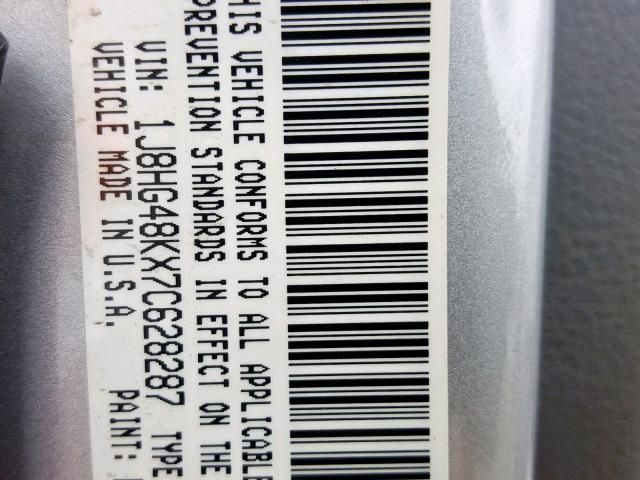 HIS VEHICLE CONFORMS TO ALL APPLICABLE
PREVENTION STANDARDS IN EFFECT ON THE
VIN: 1J8HG48KX7C628287 TYPE
VEHICLE MADE IN U.S.A. PAINT: